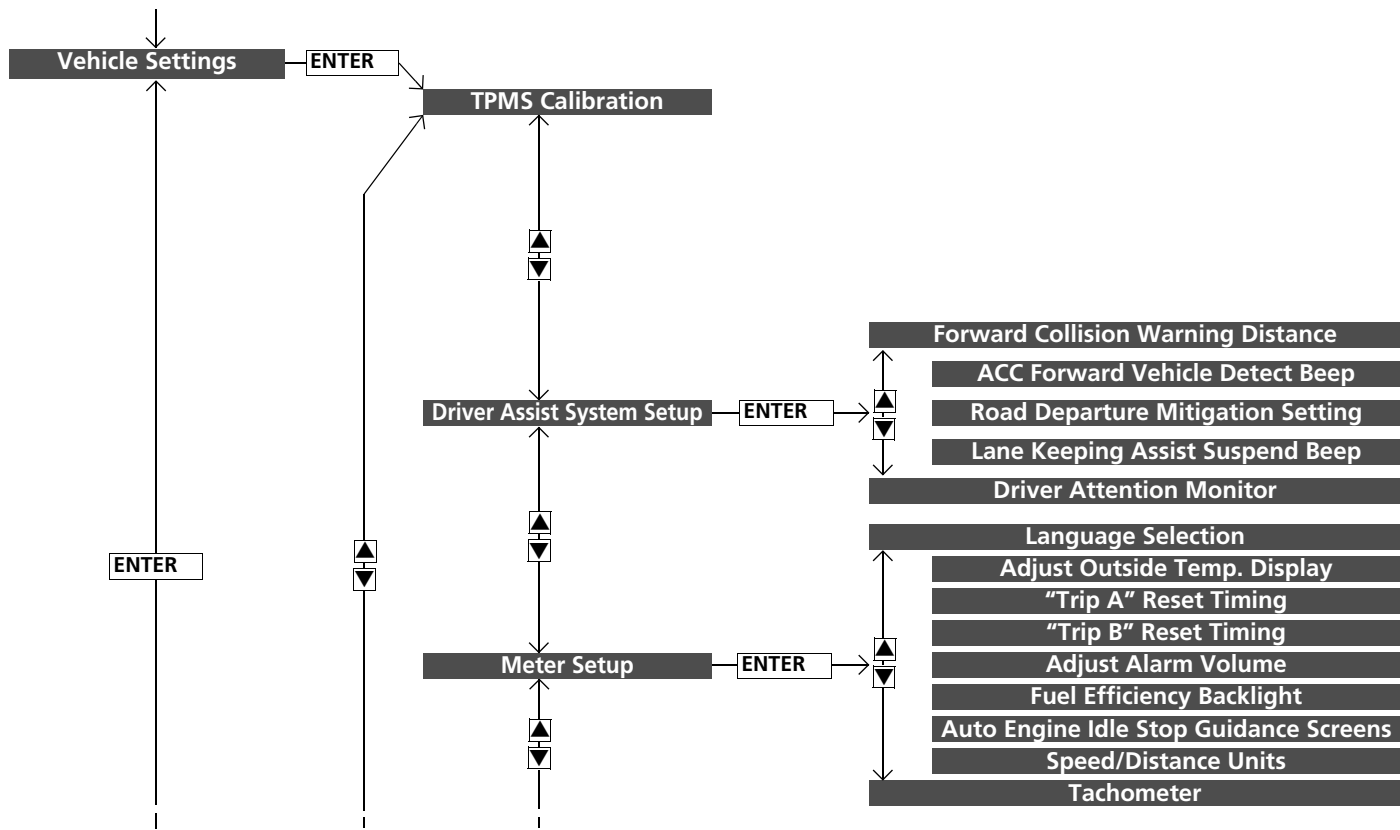 Vehicle Settings
ENTER
TPMS Calibration
Driver Assist System Setup
ENTER
Forward Collision Warning Distance
ACC Forward Vehicle Detect Beep
Road Departure Mitigation Setting
Lane Keeping Assist Suspend Beep
Driver Attention Monitor
ENTER
Meter Setup
ENTER
Language Selection
Adjust Outside Temp. Display
“Trip A” Reset Timing
“Trip B” Reset Timing
Adjust Alarm Volume
Fuel Efficiency Backlight
Auto Engine Idle Stop Guidance Screens
Speed/Distance Units
Tachometer